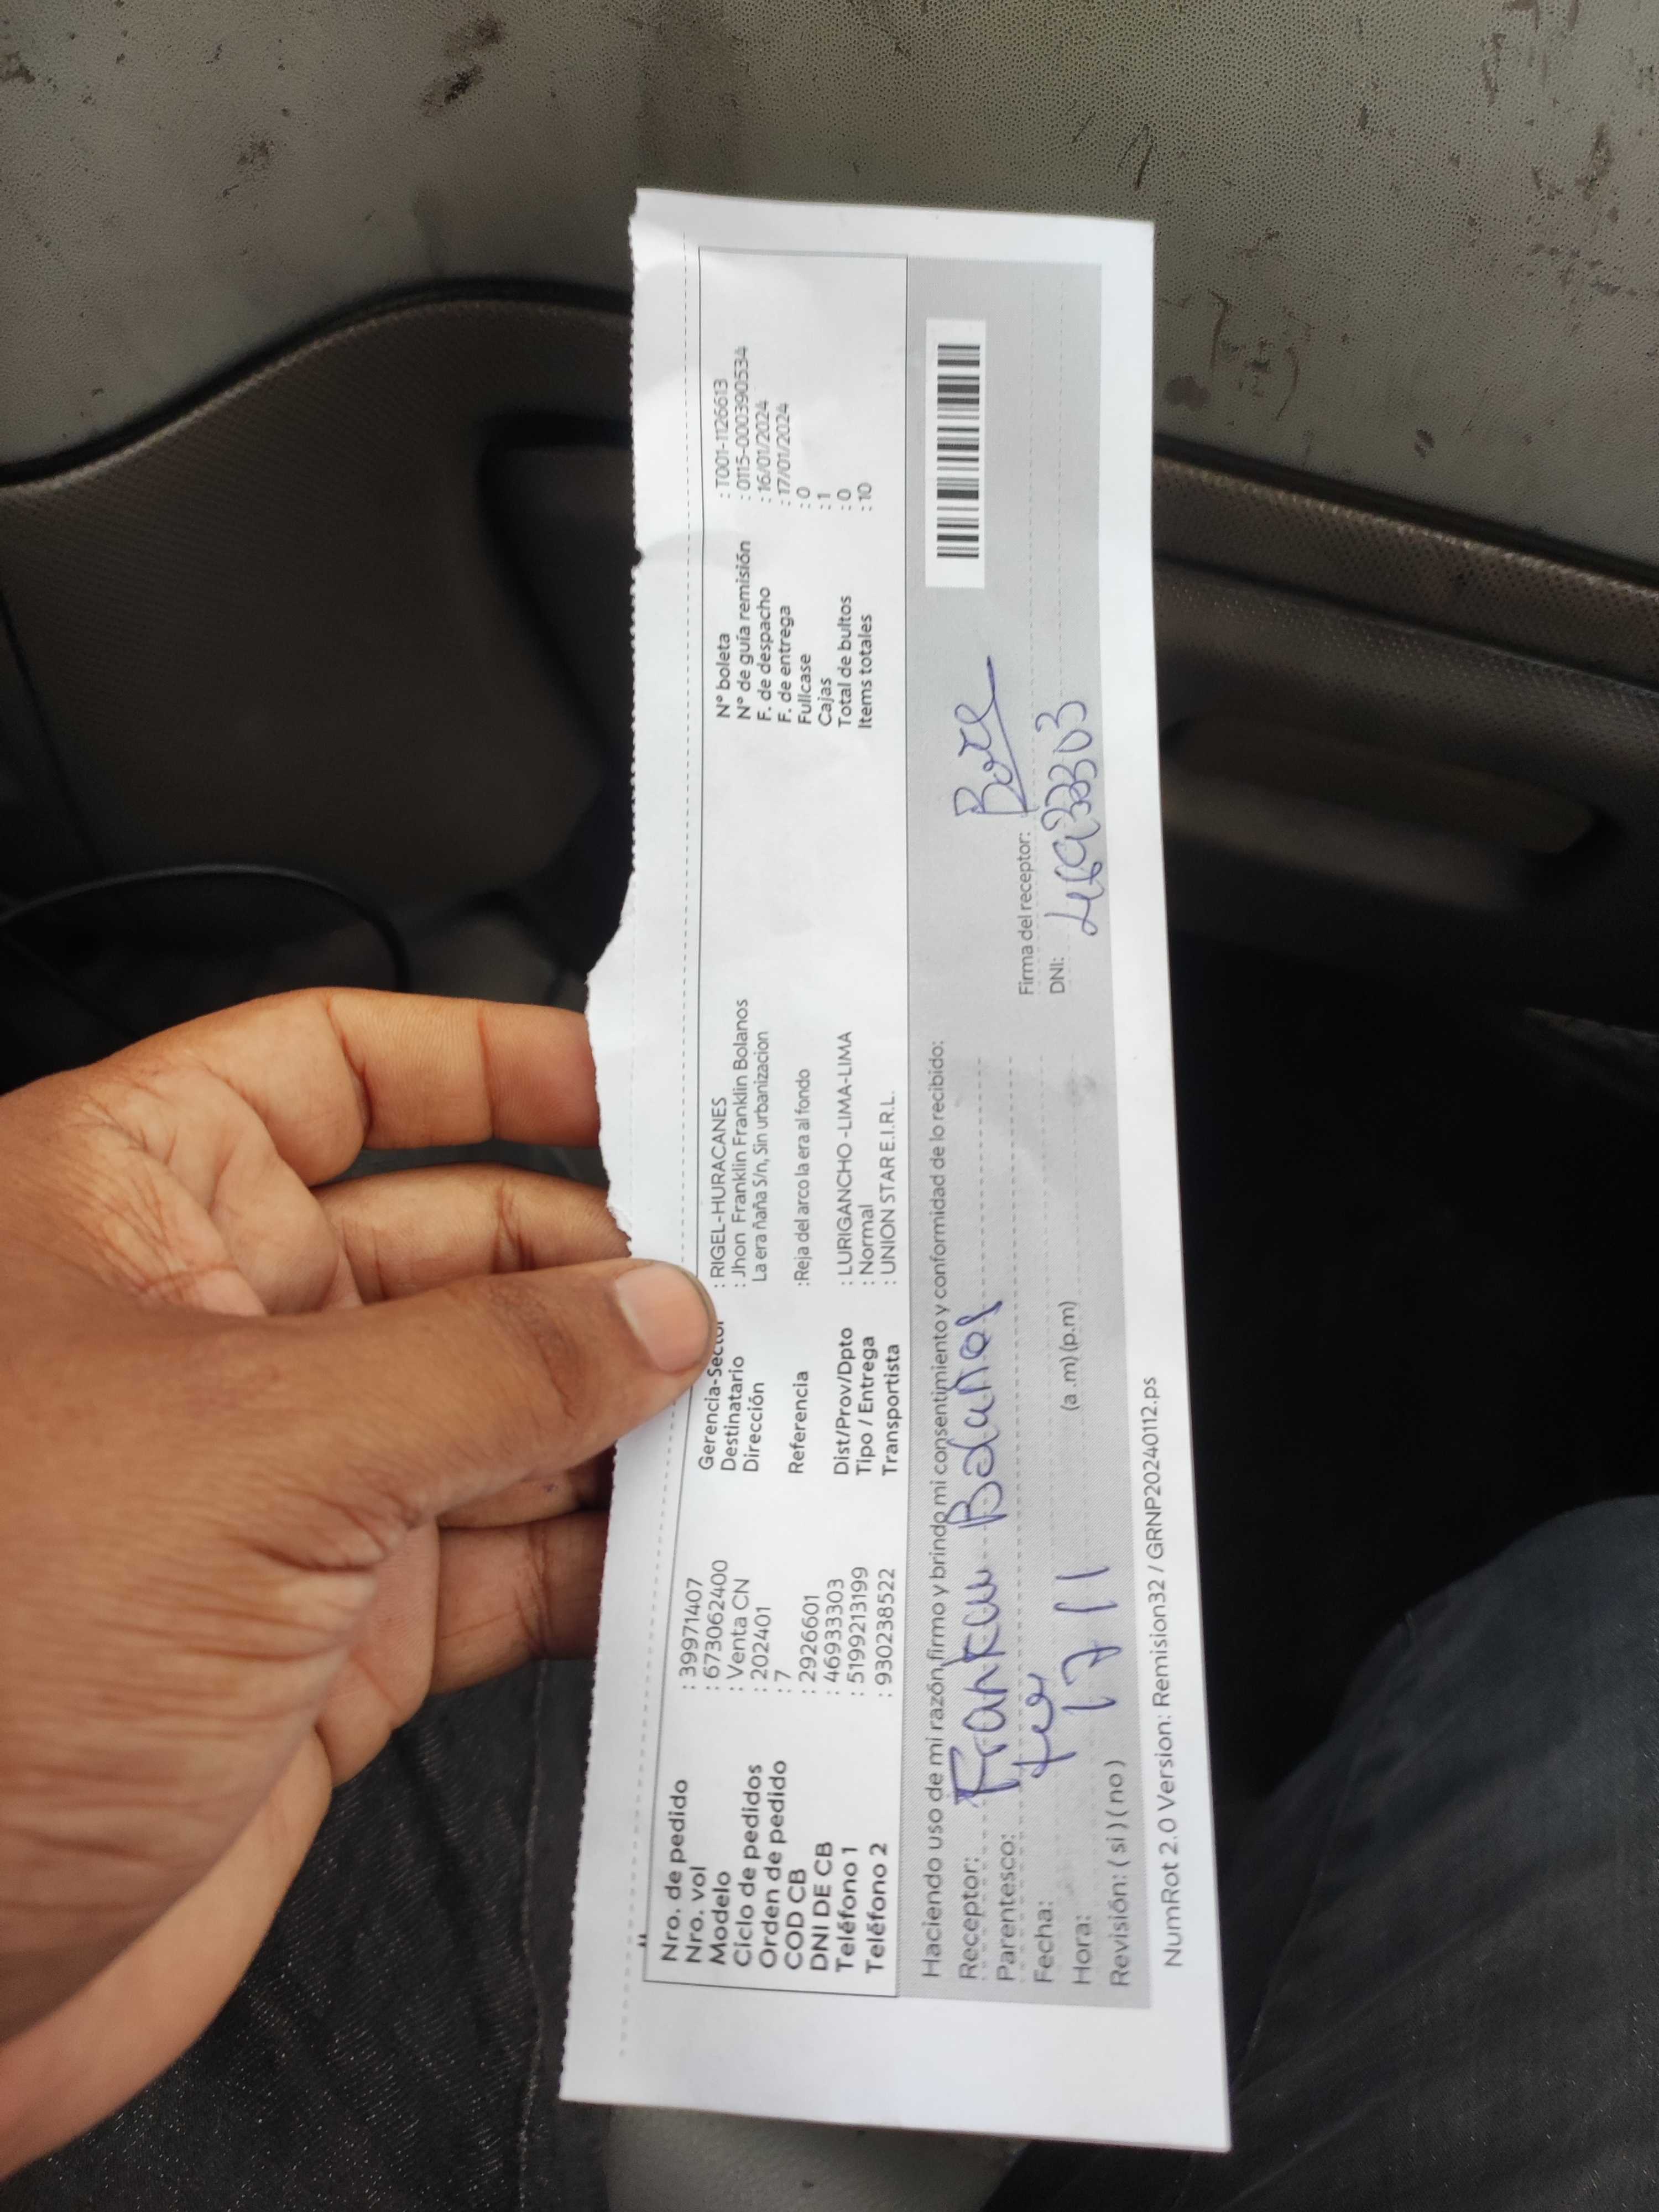 Nro. de pedido : 39971407
Nro. vol : 673062400
Modelo : Venta CN
Ciclo de pedidos : 202401
Orden de pedido : 7
COD CB : 2926601
DNI DE CB : 46933303
Teléfono 1 : 5199213199
Teléfono 2 : 930238522
Gerencia-Sector : RIGEL-HURACANES
Destinatario : Jhon Franklin Franklin Bolanos
Dirección La era ñaña S/n, Sin urbanizacion
Referencia :Reja del arco la era al fondo
Dist/Prov/Dpto : LURIGANCHO -LIMA-LIMA
Tipo / Entrega : Normal
Transportista : UNION STAR E.I.R.L.
N° boleta : T001-1126613
N° de guía remisión : 0115-000390534
F. de despacho : 16/01/2024
F. de entrega : 17/01/2024
Fullcase : 0
Cajas : 1
Total de bultos : 0
Items totales : 10
Haciendo uso de mi razón,firmo y brindo mi consentimiento y conformidad de lo recibido:
Receptor: Bolaños
Parentesco:
Fecha: 17 / 1 /
Hora: (a .m) (p.m)
Revisión: ( si ) ( no )
Firma del receptor:
DNI: 46933303
NumRot 2.0 Version: Remision32 / GRNP20240112.ps